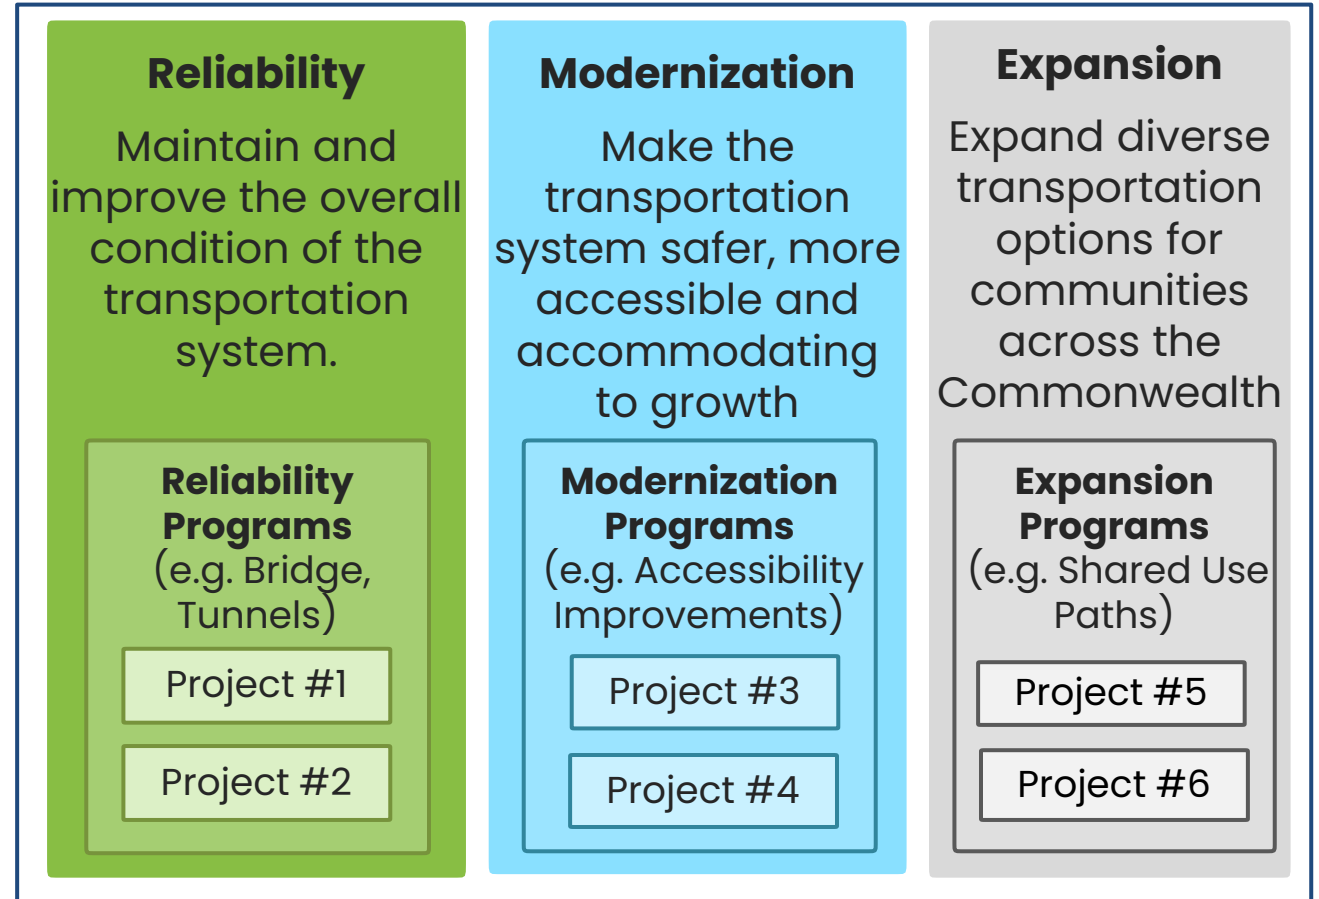 Reliability
Maintain and
improve the overall
condition of the
transportation
system.
Reliability
Programs
(e.g. Bridge,
Tunnels)
Project #1
Project #2
Modernization
Make the
transportation
system safer, more
accessible and
accommodating
to growth
Modernization
Programs
(e.g. Accessibility
Improvements)
Project #3
Project #4
Expansion
Expand diverse
transportation
options for
communities
across the
Commonwealth
Expansion
Programs
(e.g. Shared Use
Paths)
Project #5
Project #6